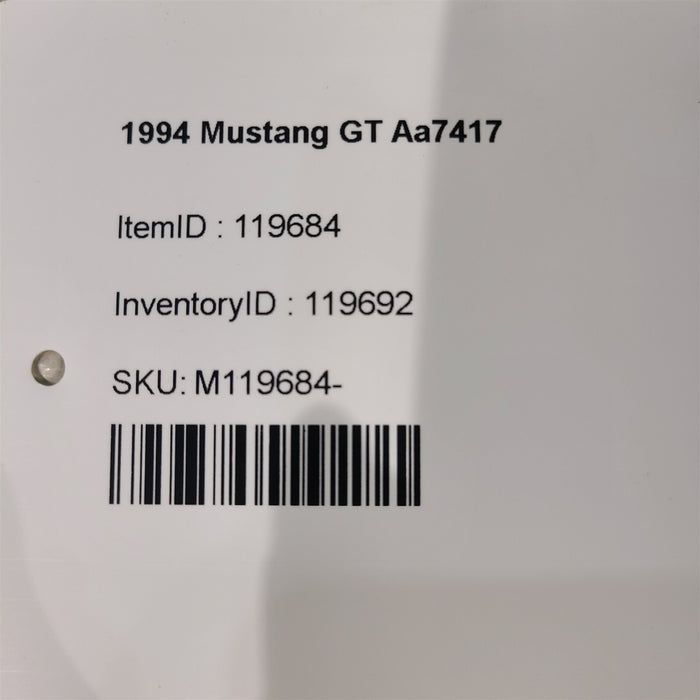 1994 Mustang GT Aa7417
ItemID : 119684
InventoryID : 119692
SKU: M119684-